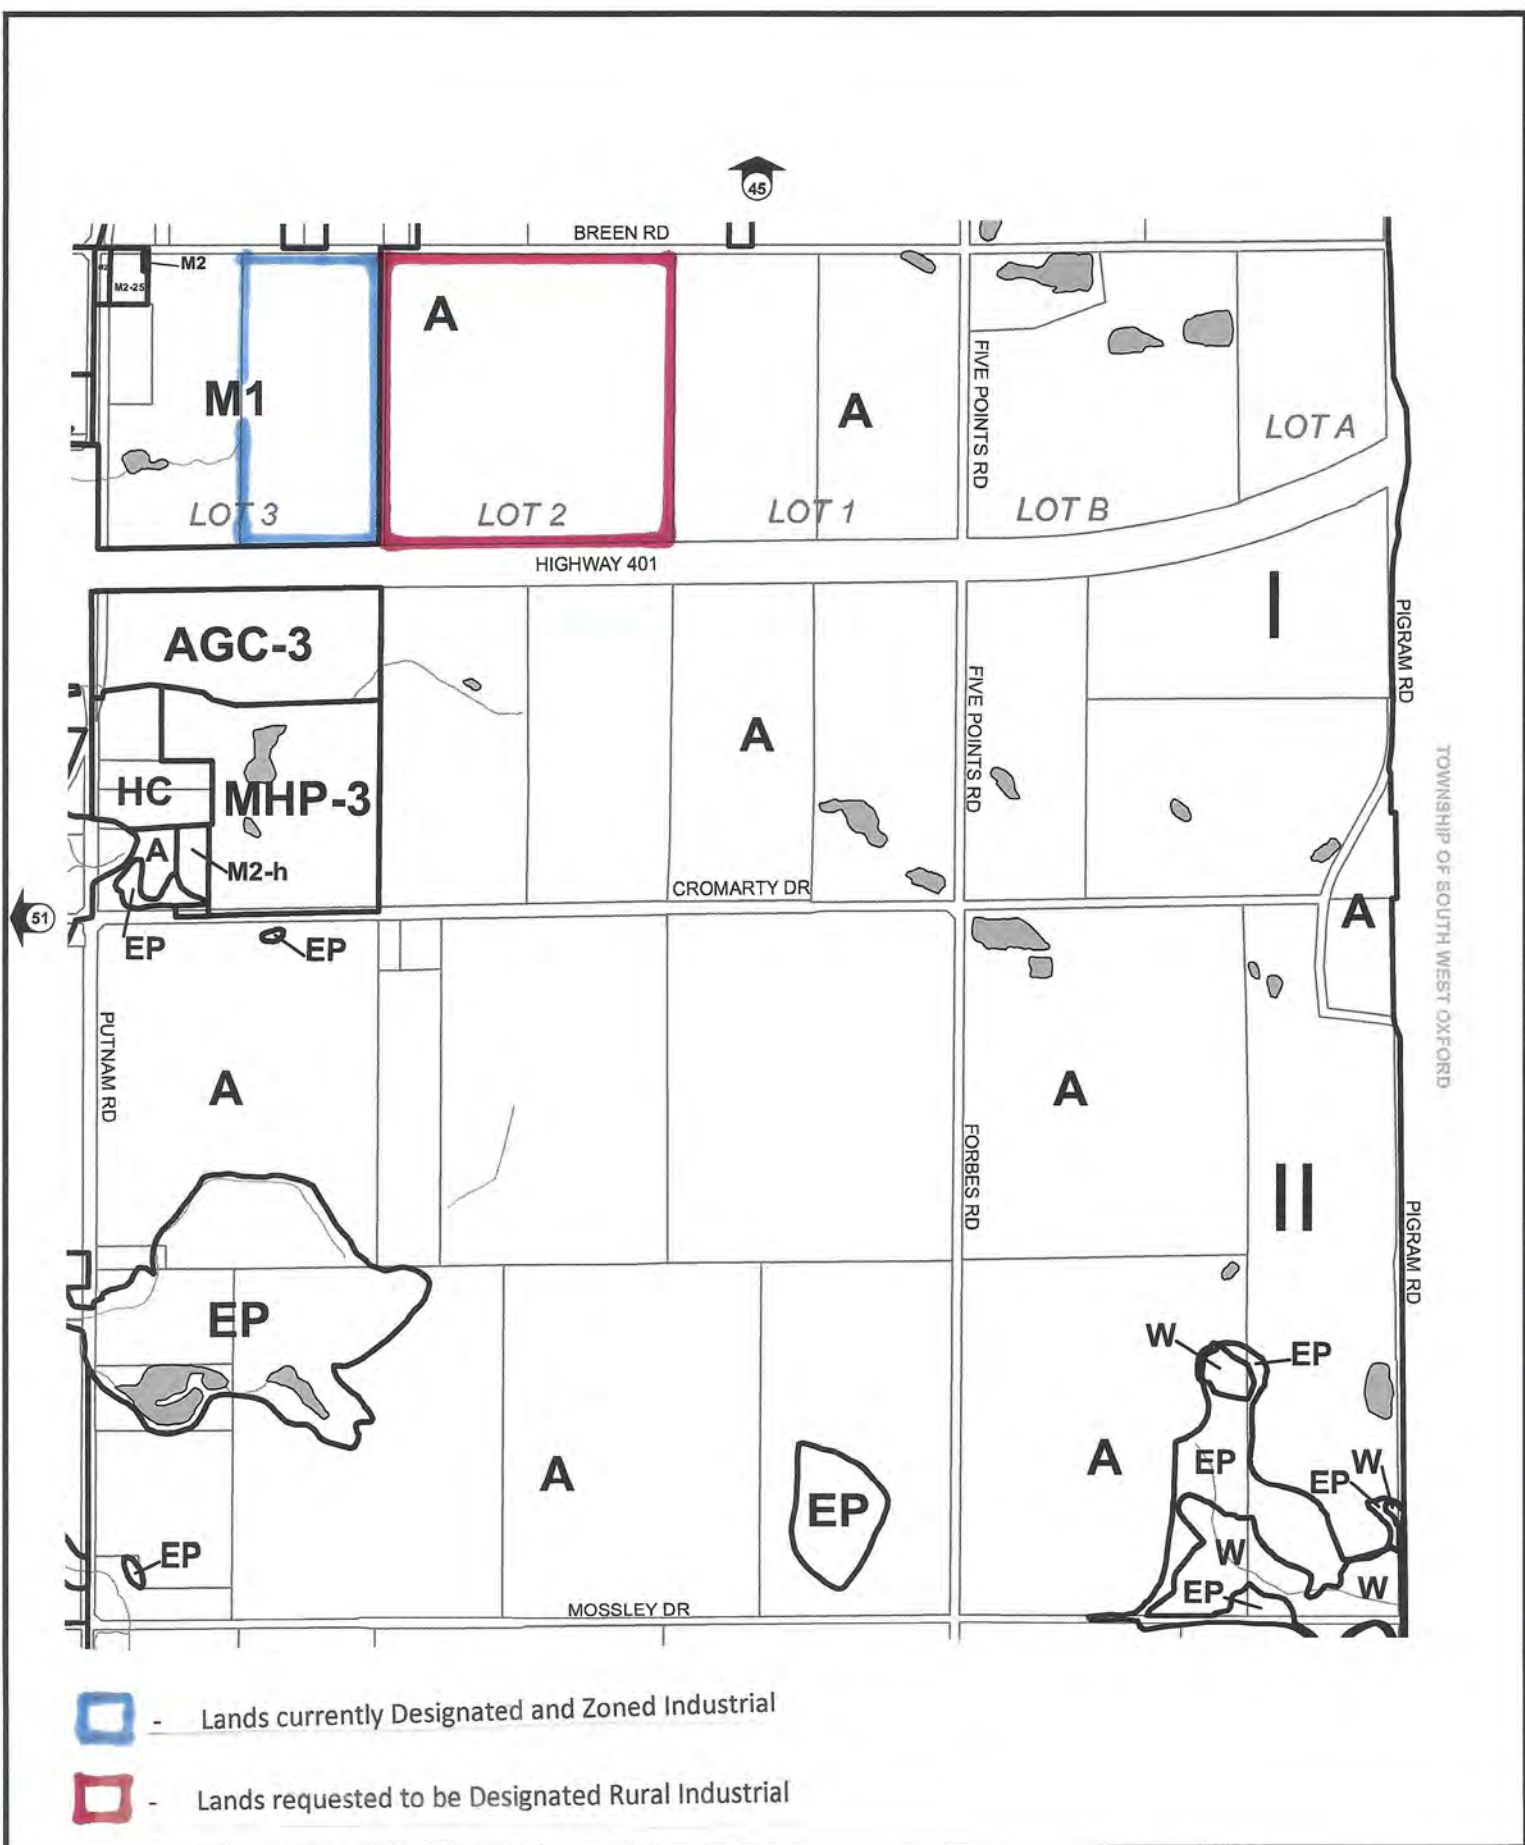 45
BREEN RD
M2
M2-25
A
M1
A
FIVE POINTS RD
LOT A
LOT 3
LOT 2
LOT 1
LOT B
HIGHWAY 401
I
AGC-3
PIGRAM RD
A
FIVE POINTS RD
7
HC
MHP-3
TOWNSHIP OF SOUTH WEST OXFORD
A
M2-h
CROMARTY DR
51
EP
EP
A
PUTNAM RD
A
A
FORBES RD
II
PIGRAM RD
EP
W
EP
A
A
EP
EP
W
EP
EP
W
EP
W
MOSSLEY DR
- Lands currently Designated and Zoned Industrial
- Lands requested to be Designated Rural Industrial